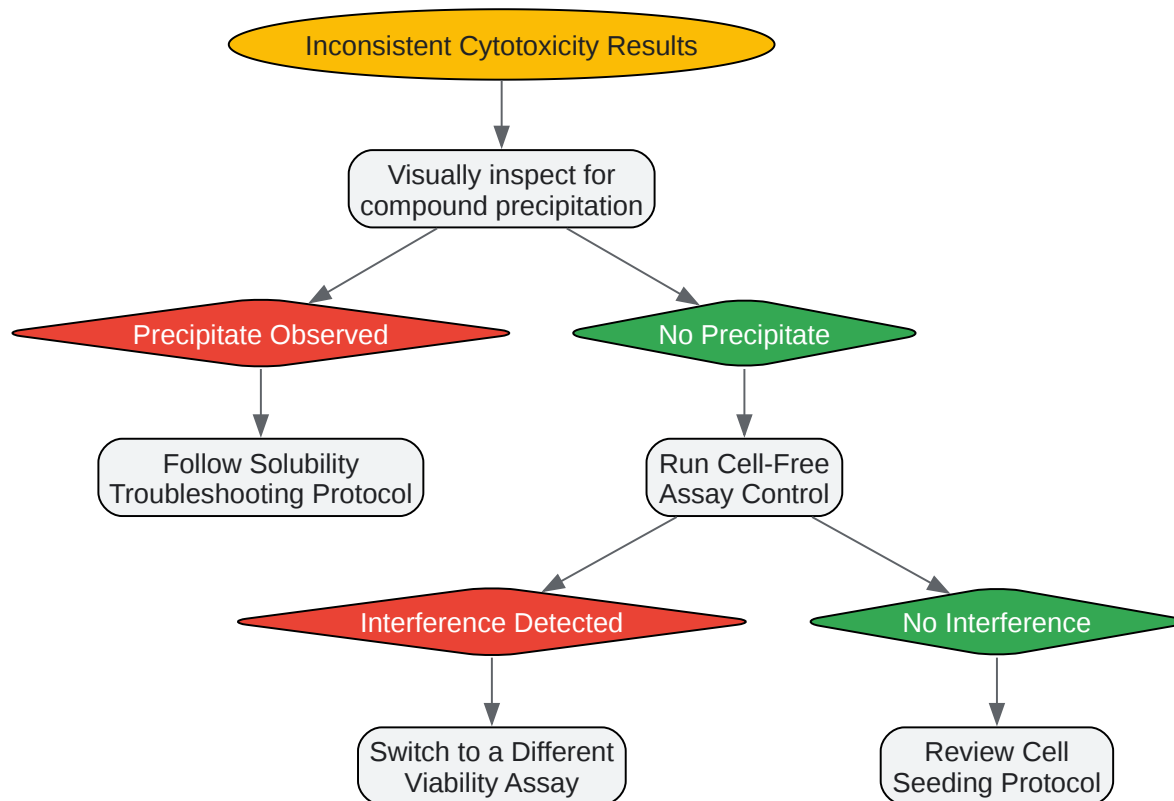 Inconsistent Cytotoxicity Results
Visually inspect for
compound precipitation
Precipitate Observed
No Precipitate
Follow Solubility
Troubleshooting Protocol
Run Cell-Free
Assay Control
Interference Detected
No Interference
Switch to a Different
Viability Assay
Review Cell
Seeding Protocol